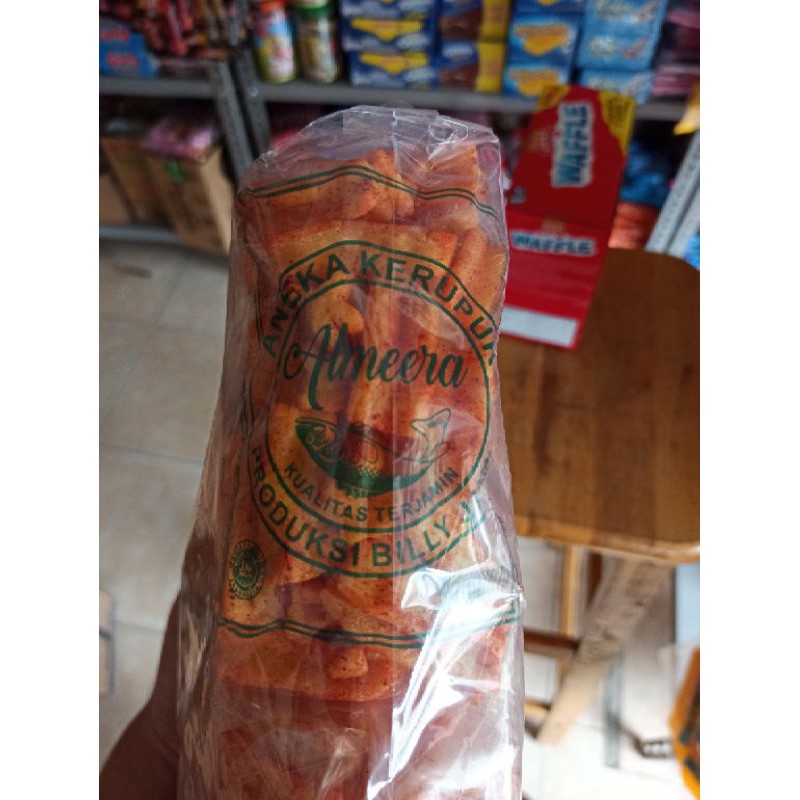 ANEKA KERUPUK
Almeera
KUALITAS TERJAMIN
PRODUKSI BILLY
WAFFLE
WAFFLE